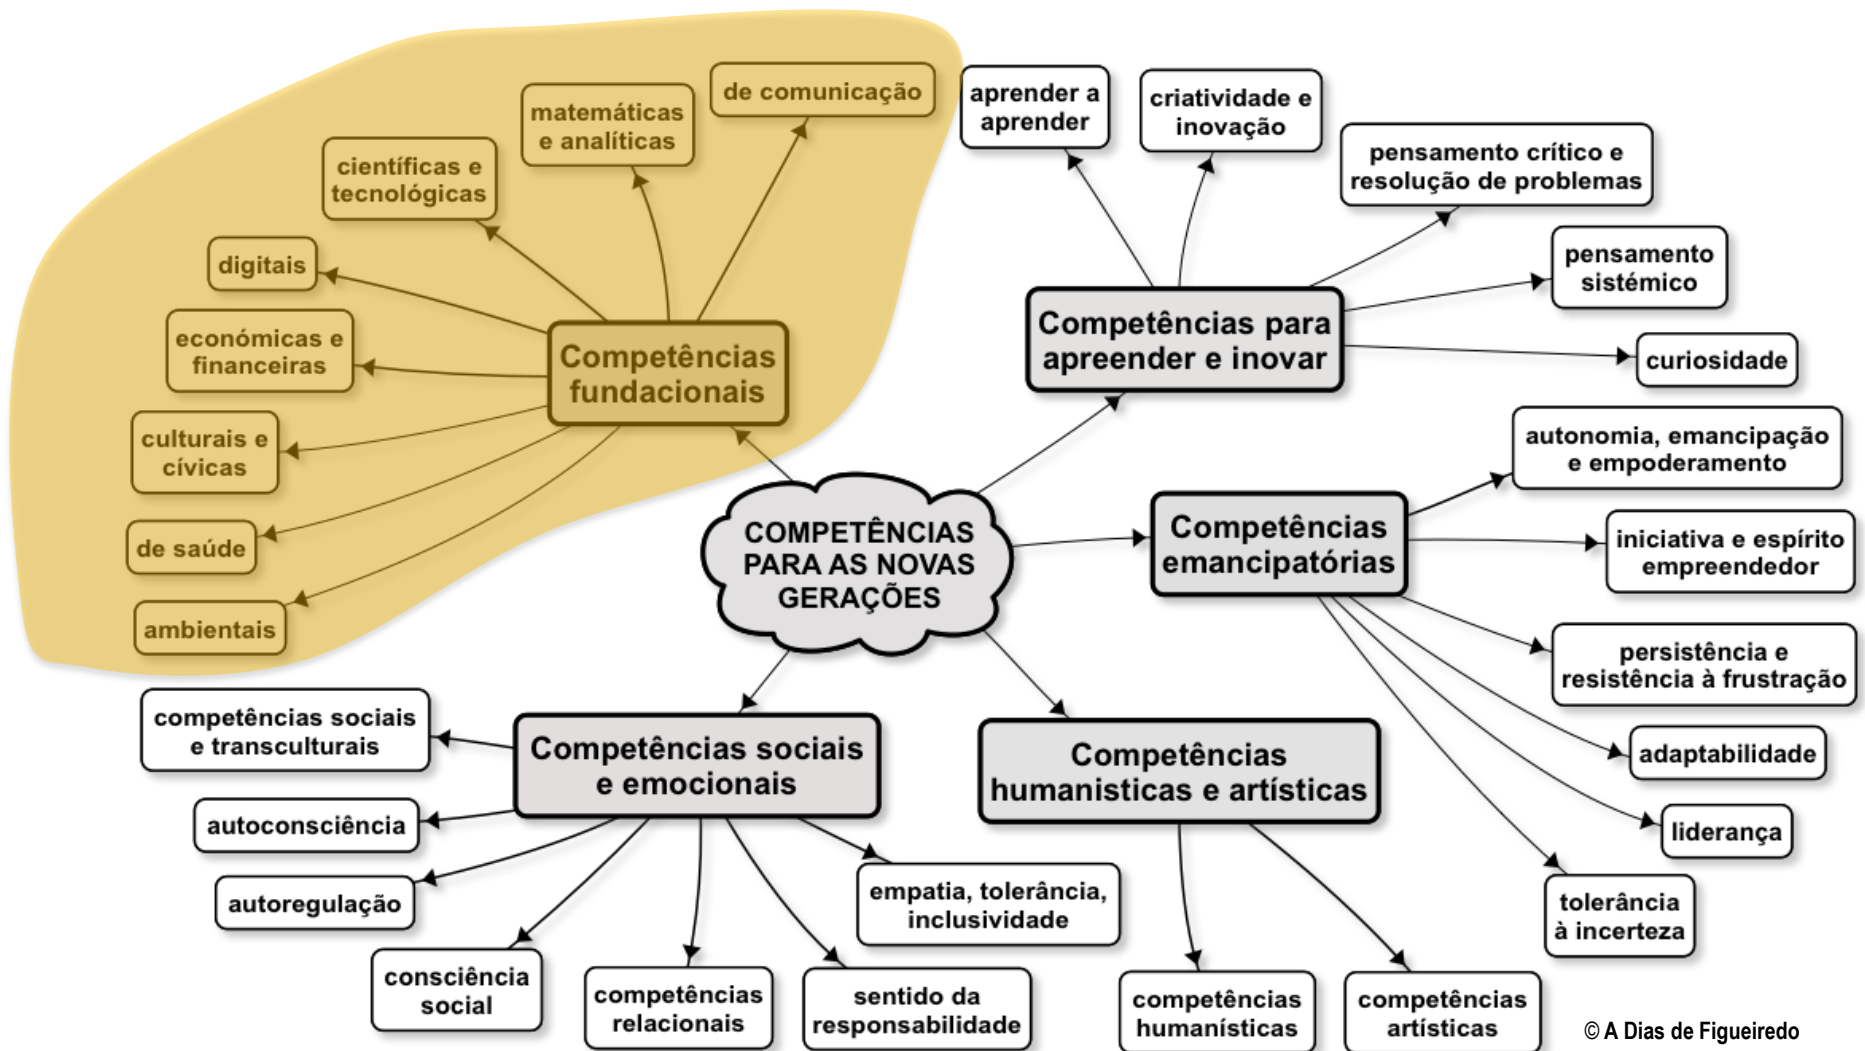 COMPETÊNCIAS
PARA AS NOVAS
GERAÇÕES
Competências
fundacionais
de comunicação
matemáticas
e analíticas
científicas e
tecnológicas
digitais
económicas e
financeiras
culturais e
cívicas
de saúde
ambientais
Competências para
apreender e inovar
aprender a
aprender
criatividade e
inovação
pensamento crítico e
resolução de problemas
pensamento
sistémico
curiosidade
Competências
emancipatórias
autonomia, emancipação
e empoderamento
iniciativa e espírito
empreendedor
persistência e
resistência à frustração
adaptabilidade
liderança
tolerância
à incerteza
Competências
humanisticas e artísticas
competências
humanísticas
competências
artísticas
Competências sociais
e emocionais
competências sociais
e transculturais
autoconsciência
autoregulação
consciência
social
competências
relacionais
sentido da
responsabilidade
empatia, tolerância,
inclusividade
© A Dias de Figueiredo